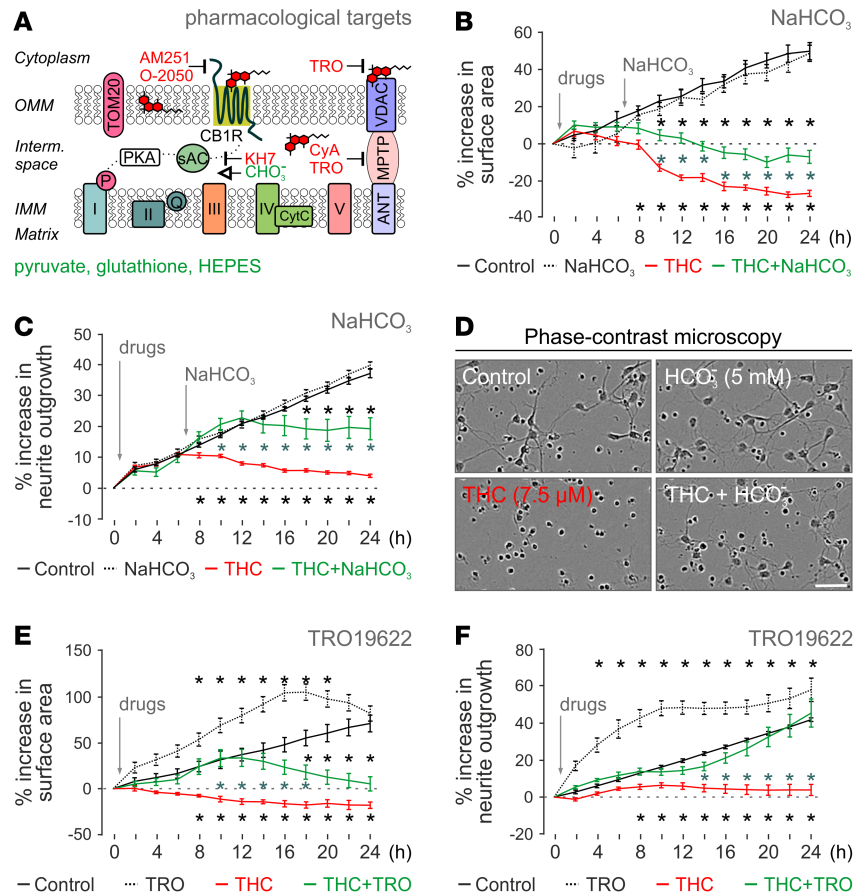 A pharmacological targets
Cytoplasm
AM251
O-2050
TRO
TOM20
OMM
VDAC
CB1R
Interm.
space
PKA
sAC
KH7
CHO₃⁻
CyA
TRO
MPTP
P
I
II
Q
III
IV
CytC
V
ANT
IMM
Matrix
pyruvate, glutathione, HEPES
B NaHCO₃
% increase in
surface area
60
40
20
0
-20
-40
drugs
NaHCO₃
* * * * * * * *
* * * * * * * *
* * * * * * * * *
0 4 8 12 16 20 24 (h)
Control NaHCO₃ THC THC+NaHCO₃
C NaHCO₃
% increase in
neurite outgrowth
50
40
30
20
10
0
-10
drugs
NaHCO₃
* * * *
* * * * * * * *
* * * * * * * * *
0 4 8 12 16 20 24 (h)
Control NaHCO₃ THC THC+NaHCO₃
D
Phase-contrast microscopy
Control
HCO₃⁻ (5 mM)
THC (7.5 µM)
THC + HCO₃⁻
E TRO19622
% increase in
surface area
150
100
50
0
-50
drugs
* * * * * * *
* * * *
* * * * *
* * * * * * * * *
0 4 8 12 16 20 24 (h)
Control TRO THC THC+TRO
F TRO19622
% increase in
neurite outgrowth
80
60
40
20
0
-20
drugs
* * * * * * * * * * *
* * * * * *
* * * * * * * * *
0 4 8 12 16 20 24 (h)
Control TRO THC THC+TRO